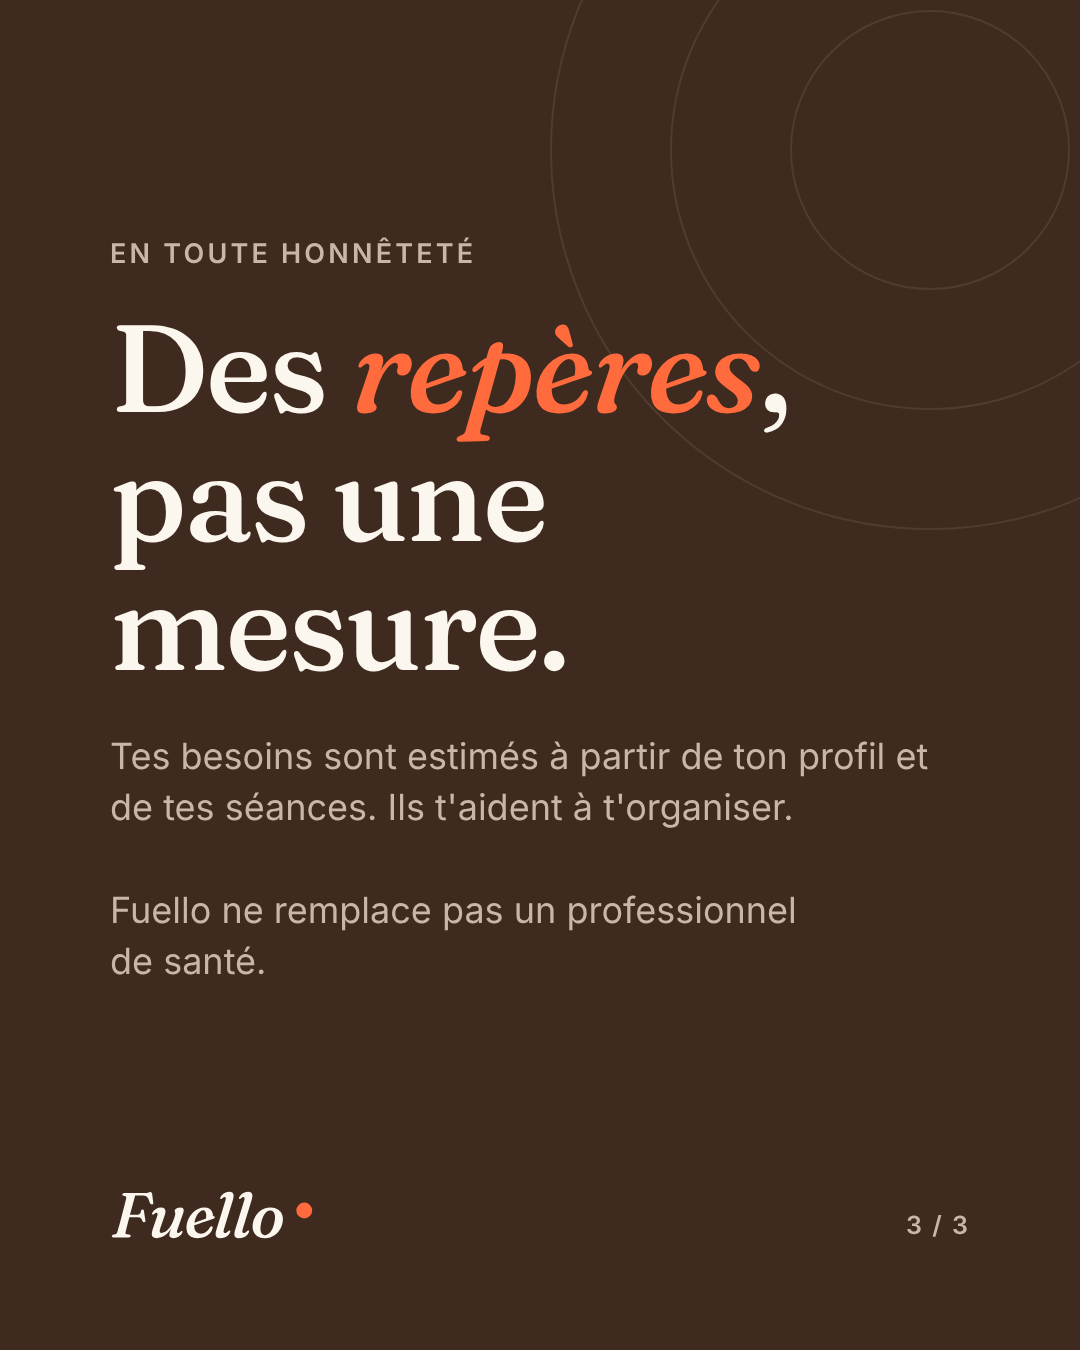 EN TOUTE HONNÊTETÉ
Des repères,
pas une
mesure.
Tes besoins sont estimés à partir de ton profil et
de tes séances. Ils t'aident à t'organiser.
Fuello ne remplace pas un professionnel
de santé.
Fuello
3 / 3